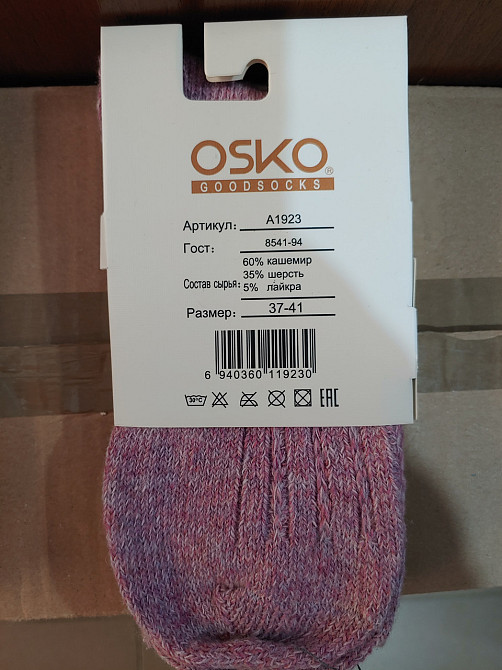 OSKO®
GOODSOCKS
Артикул: A1923
Гост: 8541-94
60% кашемир
35% шерсть
Состав сырья: 5% лайкра
Размер: 37-41
6 940360 119230
30°C EAC